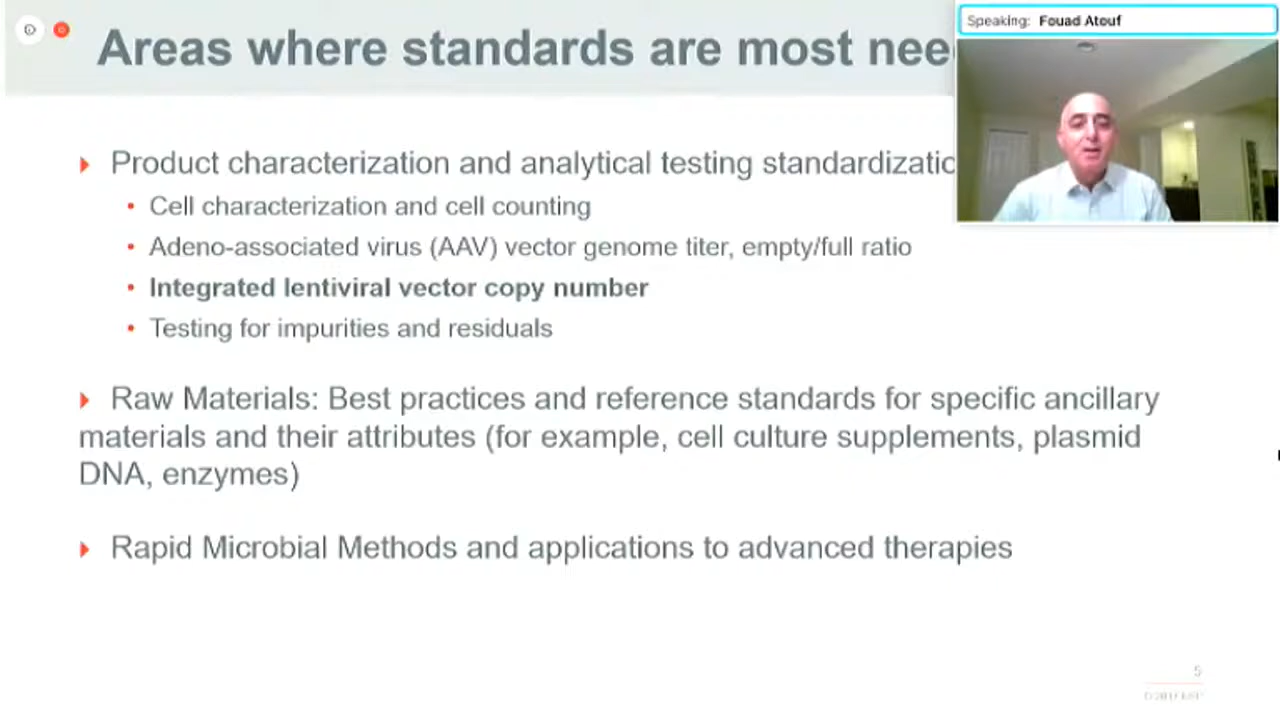 Areas where standards are most nee
Speaking: Fouad Atouf
Product characterization and analytical testing standardizatio
• Cell characterization and cell counting
• Adeno-associated virus (AAV) vector genome titer, empty/full ratio
• Integrated lentiviral vector copy number
• Testing for impurities and residuals
Raw Materials: Best practices and reference standards for specific ancillary
materials and their attributes (for example, cell culture supplements, plasmid
DNA, enzymes)
Rapid Microbial Methods and applications to advanced therapies
5